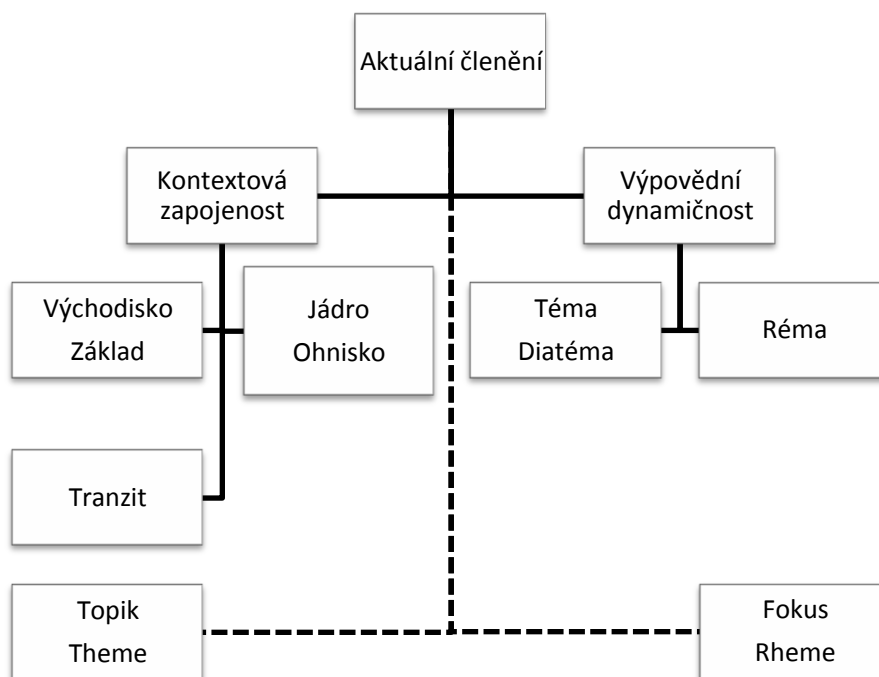 Aktuální členění
Kontextová
zapojenost
Výpovědní
dynamičnost
Východisko
Základ
Jádro
Ohnisko
Téma
Diatéma
Réma
Tranzit
Topik
Theme
Fokus
Rheme